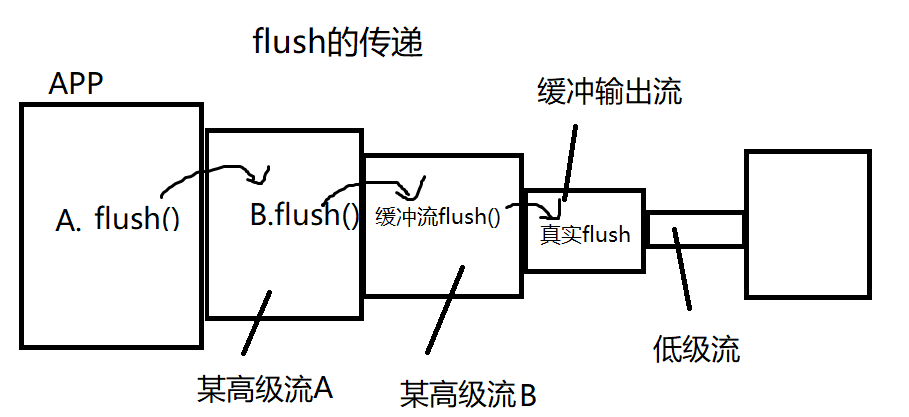 flush的传递
APP
缓冲输出流
A. flush()
B.flush()
缓冲流flush()
真实flush
低级流
某高级流A
某高级流B